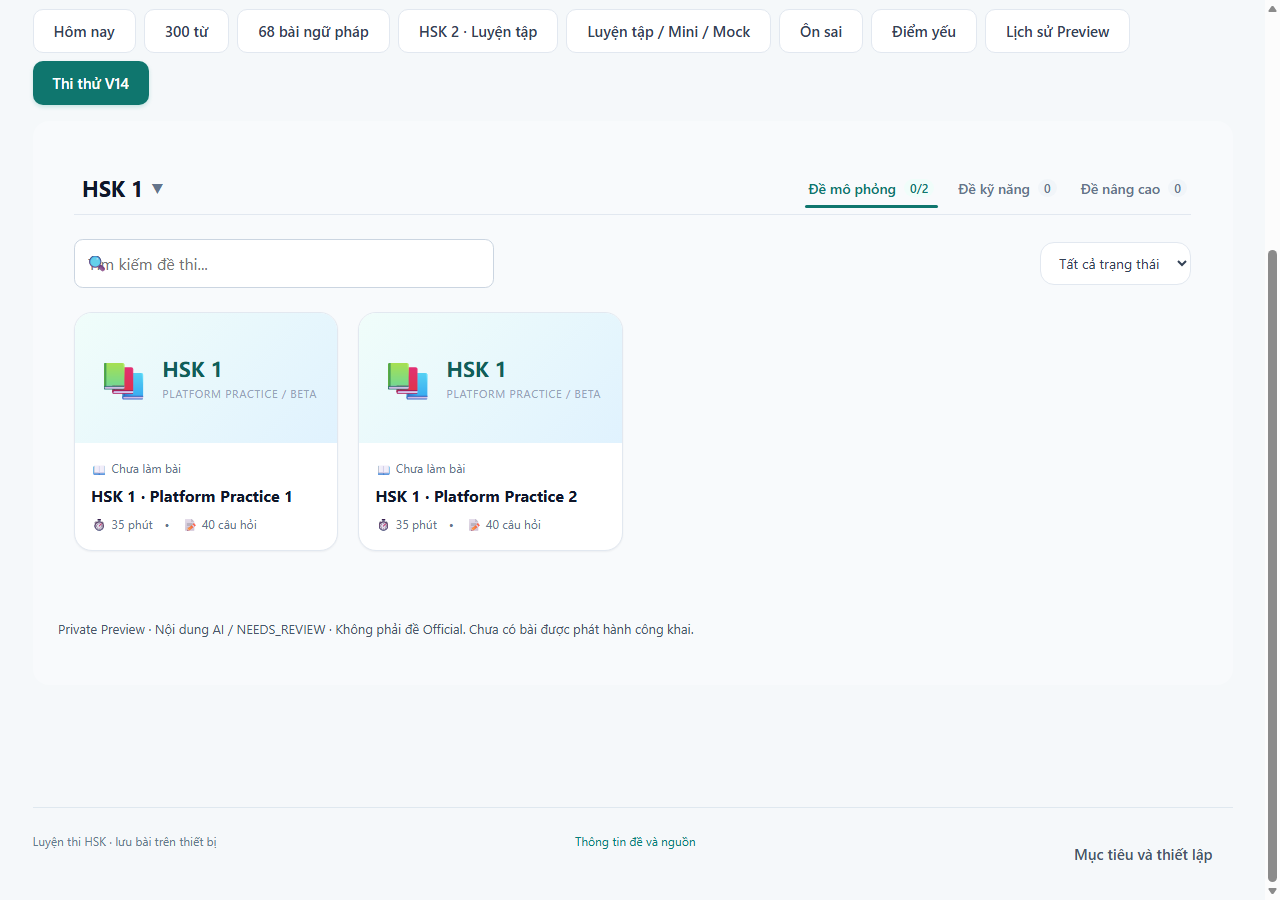 Hôm nay
300 từ
68 bài ngữ pháp
HSK 2 · Luyện tập
Luyện tập / Mini / Mock
Ôn sai
Điểm yếu
Lịch sử Preview
Thi thử V14
HSK 1 ▼
Đề mô phỏng 0/2
Đề kỹ năng 0
Đề nâng cao 0
m kiếm đề thi...
Tất cả trạng thái
HSK 1
PLATFORM PRACTICE / BETA
Chưa làm bài
HSK 1 · Platform Practice 1
35 phút • 40 câu hỏi
HSK 1
PLATFORM PRACTICE / BETA
Chưa làm bài
HSK 1 · Platform Practice 2
35 phút • 40 câu hỏi
Private Preview · Nội dung AI / NEEDS_REVIEW · Không phải đề Official. Chưa có bài được phát hành công khai.
Luyện thi HSK · lưu bài trên thiết bị
Thông tin đề và nguồn
Mục tiêu và thiết lập